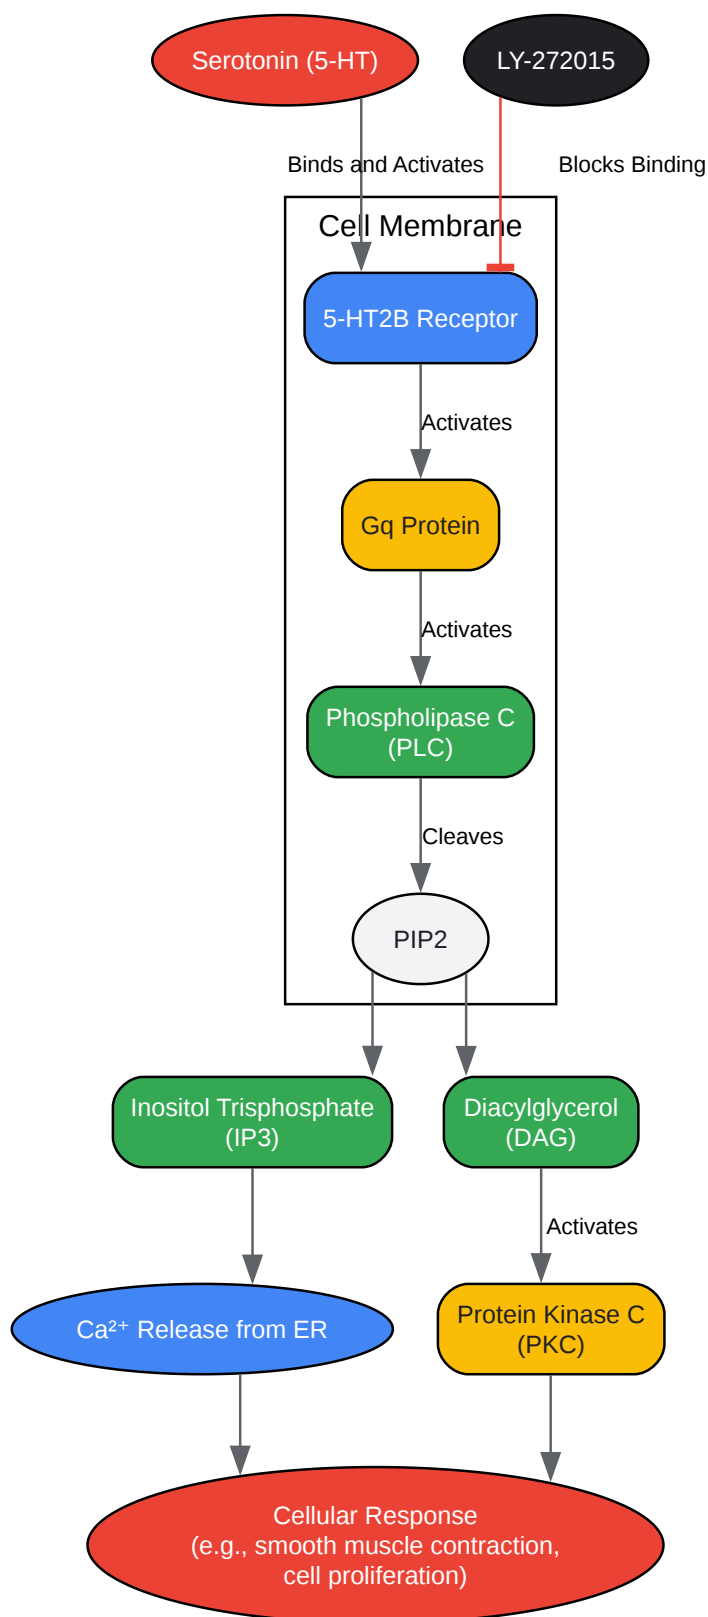 Serotonin (5-HT)
LY-272015
Binds and Activates
Blocks Binding
Cell Membrane
5-HT2B Receptor
Activates
Gq Protein
Activates
Phospholipase C
(PLC)
Cleaves
PIP2
Inositol Trisphosphate
(IP3)
Diacylglycerol
(DAG)
Activates
Ca²⁺ Release from ER
Protein Kinase C
(PKC)
Cellular Response
(e.g., smooth muscle contraction,
cell proliferation)